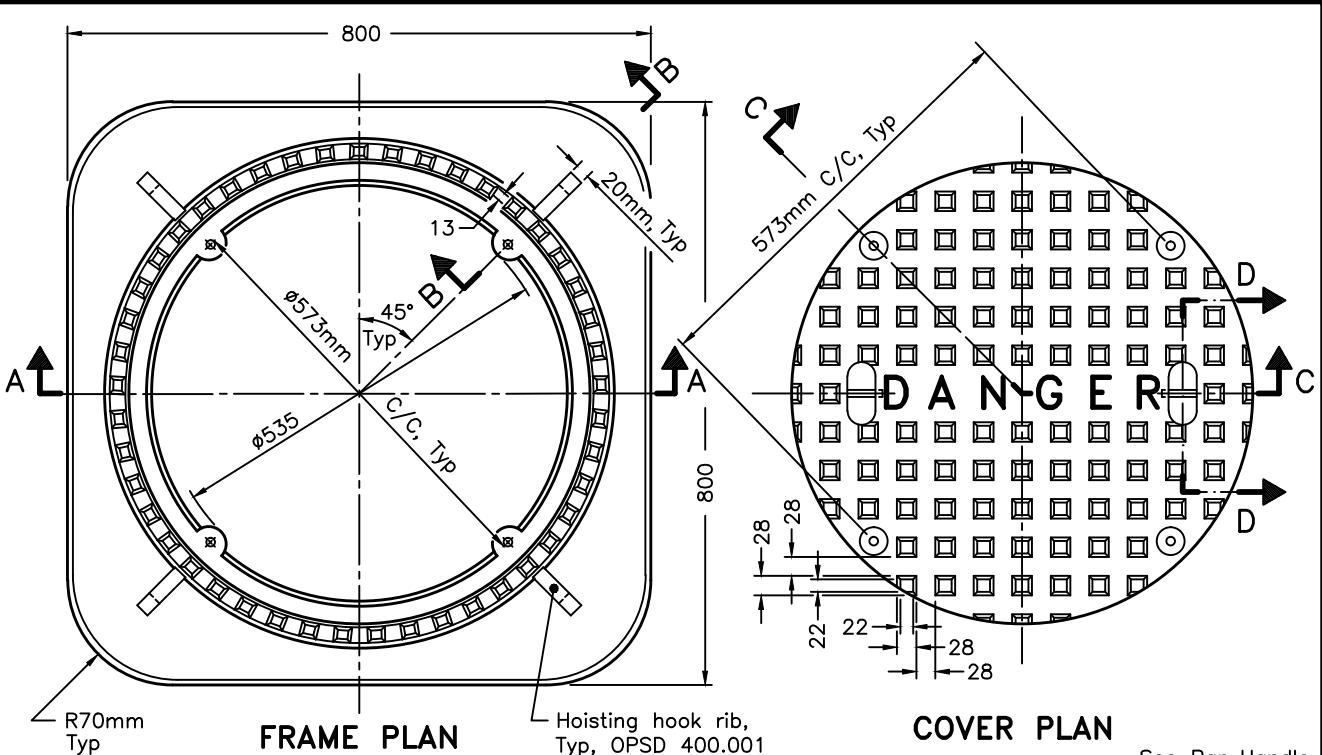 800
B
C
573mm C/C, Typ
20mm, Typ
13
B
D
ø573mm
45°
Typ
A
A
C
DANGER
ø535
C/C, Typ
800
D
28
28
22
22
28
28
R70mm
Typ
FRAME PLAN
Hoisting hook rib,
Typ, OPSD 400.001
COVER PLAN